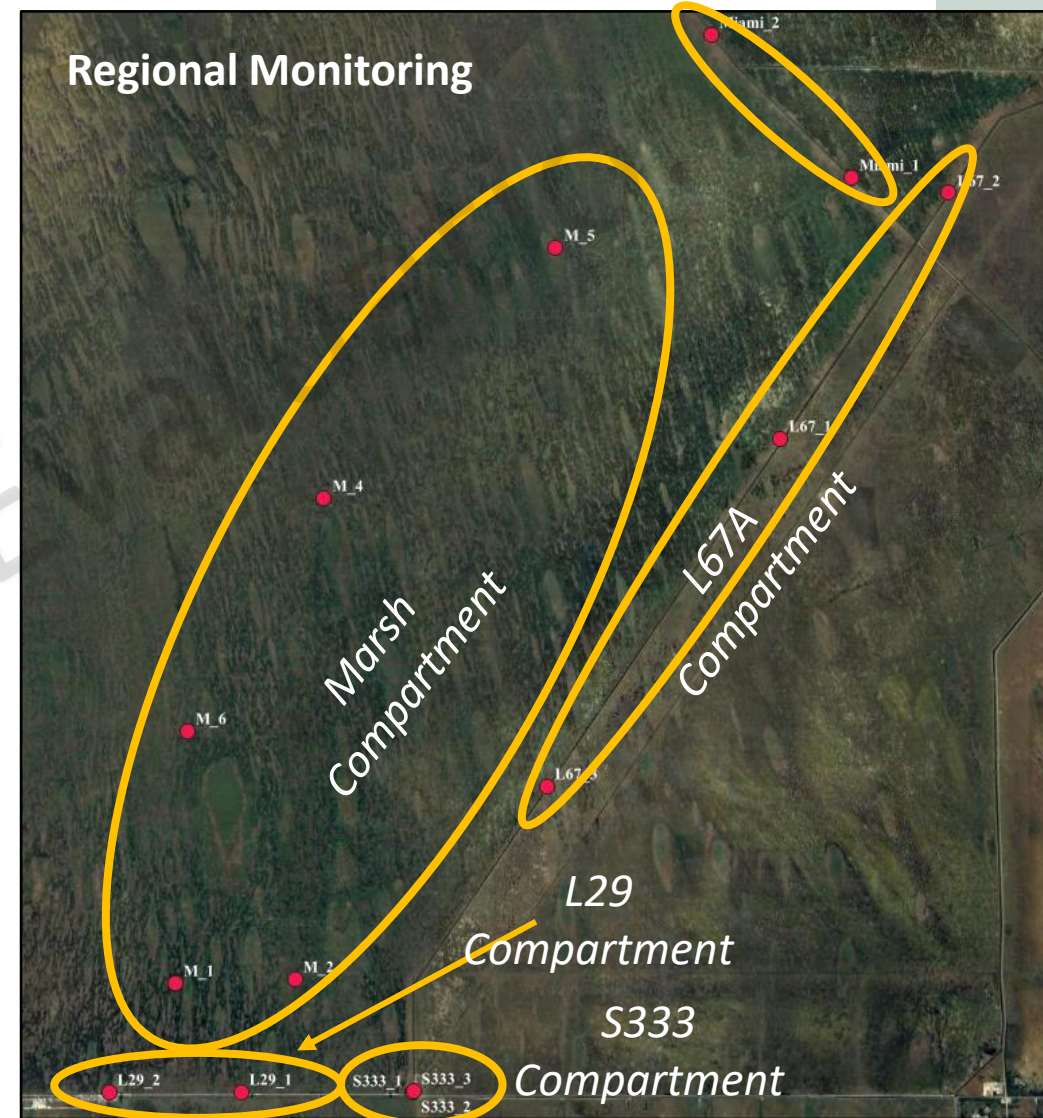 Regional Monitoring
Miami_2
Miami_1
L67_2
M_5
L67_1
M_4
L67A
Compartment
Marsh
Compartment
M_6
L67_3
L29
Compartment
M_1
M_2
S333
Compartment
L29_2
L29_1
S333_1
S333_3
S333_2